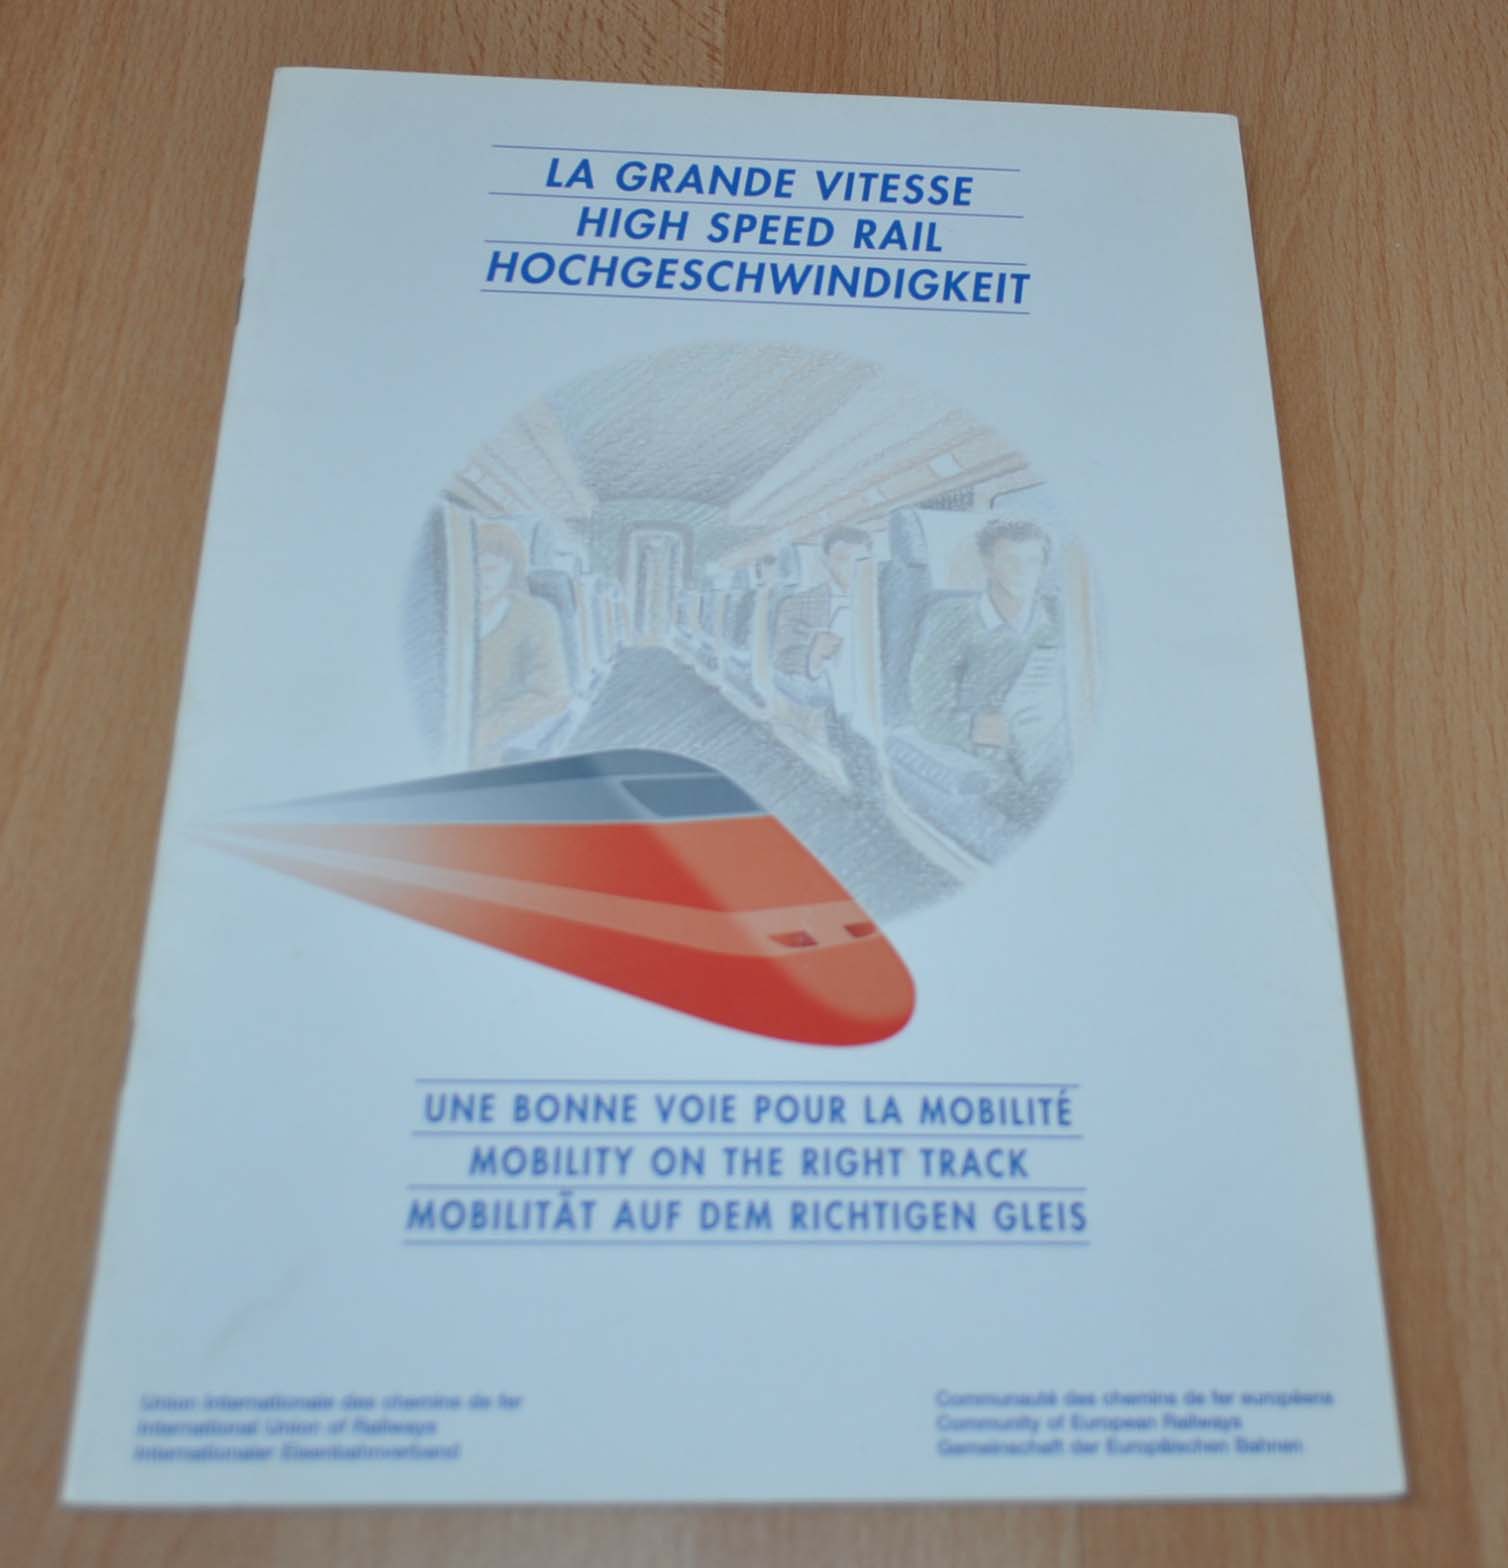 LA GRANDE VITESSE
HIGH SPEED RAIL
HOCHGESCHWINDIGKEIT
UNE BONNE VOIE POUR LA MOBILITÉ
MOBILITY ON THE RIGHT TRACK
MOBILITÄT AUF DEM RICHTIGEN GLEIS
Union Internationale des chemins de fer
International Union of Railways
Internationaler Eisenbahnverband
Communauté des chemins de fer européens
Community of European Railways
Gemeinschaft der Europäischen Bahnen